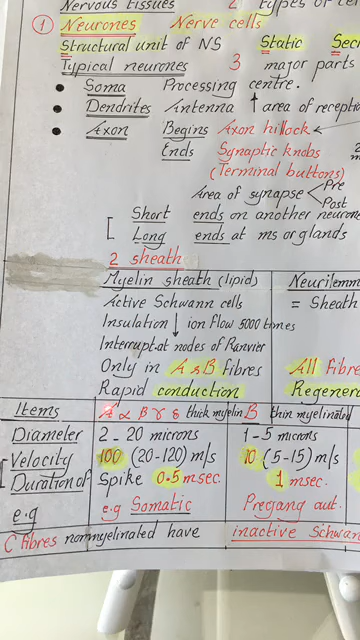 Nervous tissues 2 types of
① Neurones Nerve cells
Structural unit of NS Static Sec
Typical neurones 3 major parts
• Soma Processing centre.
• Dendrites Antenna ↑ area of recepti
• Axon Begins Axon hillock
Ends Synaptic knobs
(Terminal buttons)
Area of synapse < Pre
Post
Short ends on another neuron
Long ends at ms or glands
2 sheath
Myelin sheath (lipid) Neurilemm
Active Schwann cells = Sheath
Insulation ↓ ion flow 5000 times
Interrupt.at nodes of Ranvier
Only in A & B fibres All fibre
Rapid conduction Regenera
Items A α β γ δ thick myelin B thin myelinated
Diameter 2 - 20 microns 1 - 5 microns
Velocity 100 (20-120) m/s 10 (5-15) m/s
Duration of Spike 0.5 msec. 1 msec.
e.g e.g Somatic Pregang aut.
C fibres nonmyelinated have inactive Schwan